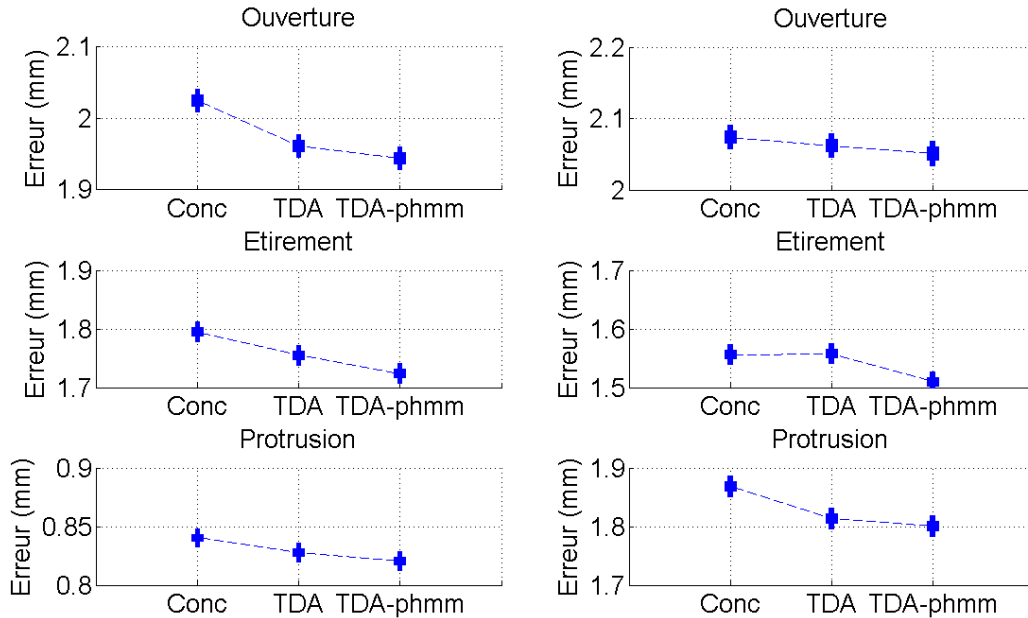 Ouverture
Erreur (mm)
2.1
2
1.9
Conc TDA TDA-phmm
Ouverture
Erreur (mm)
2.2
2.1
2
Conc TDA TDA-phmm
Etirement
Erreur (mm)
1.9
1.8
1.7
Conc TDA TDA-phmm
Etirement
Erreur (mm)
1.7
1.6
1.5
Conc TDA TDA-phmm
Protrusion
Erreur (mm)
0.9
0.85
0.8
Conc TDA TDA-phmm
Protrusion
Erreur (mm)
1.9
1.8
1.7
Conc TDA TDA-phmm